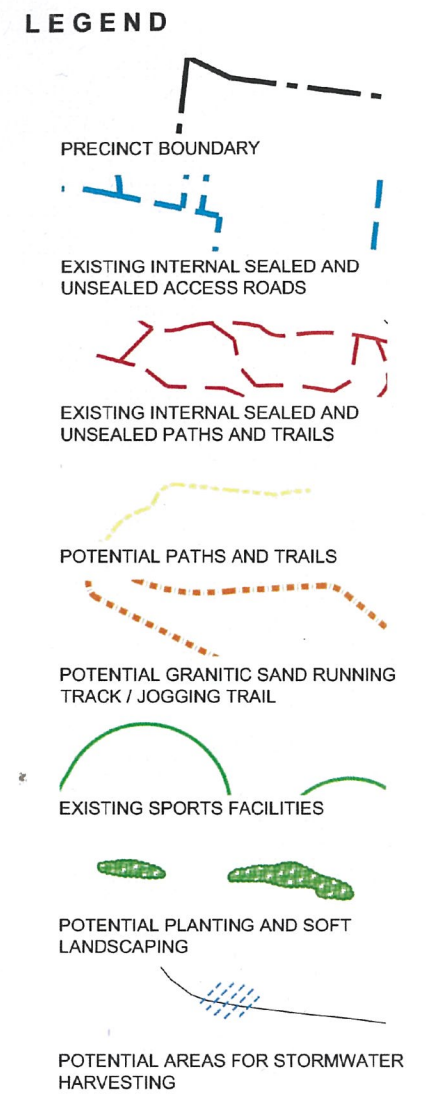 LEGEND
PRECINCT BOUNDARY
EXISTING INTERNAL SEALED AND
UNSEALED ACCESS ROADS
EXISTING INTERNAL SEALED AND
UNSEALED PATHS AND TRAILS
POTENTIAL PATHS AND TRAILS
POTENTIAL GRANITIC SAND RUNNING
TRACK / JOGGING TRAIL
EXISTING SPORTS FACILITIES
POTENTIAL PLANTING AND SOFT
LANDSCAPING
POTENTIAL AREAS FOR STORMWATER
HARVESTING